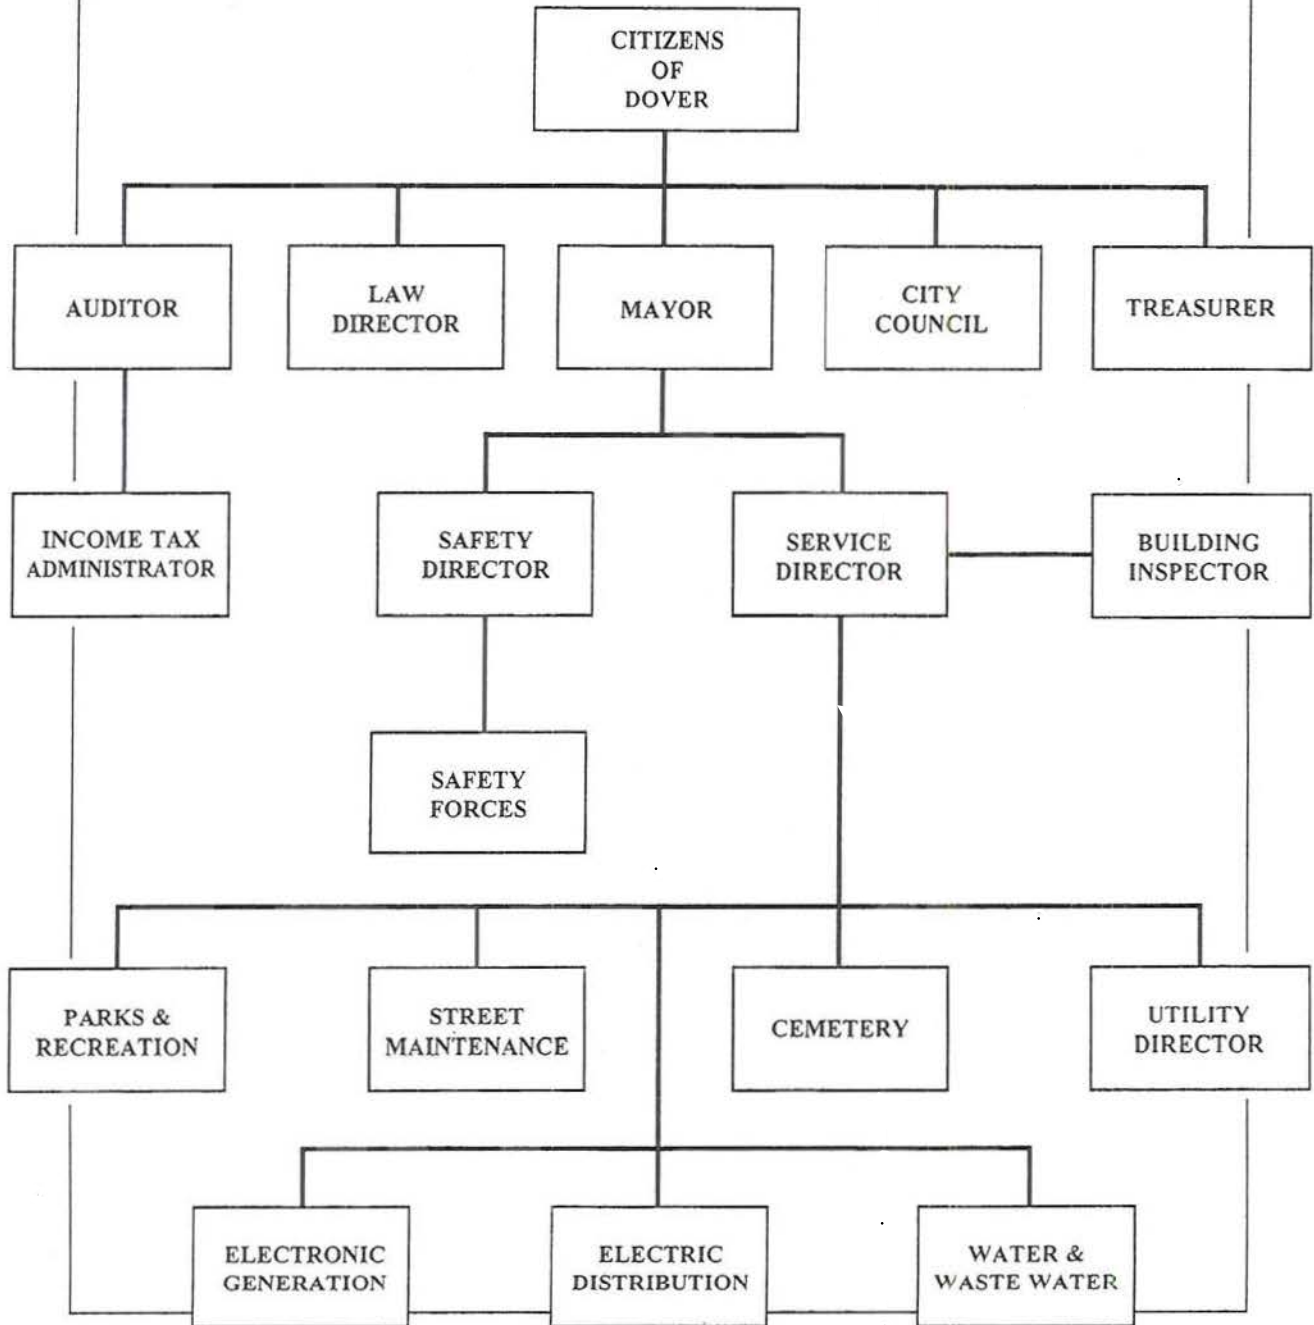 CITIZENS
OF
DOVER
AUDITOR
LAW
DIRECTOR
MAYOR
CITY
COUNCIL
TREASURER
INCOME TAX
ADMINISTRATOR
SAFETY
DIRECTOR
SERVICE
DIRECTOR
BUILDING
INSPECTOR
SAFETY
FORCES
PARKS &
RECREATION
STREET
MAINTENANCE
CEMETERY
UTILITY
DIRECTOR
ELECTRONIC
GENERATION
ELECTRIC
DISTRIBUTION
WATER &
WASTE WATER